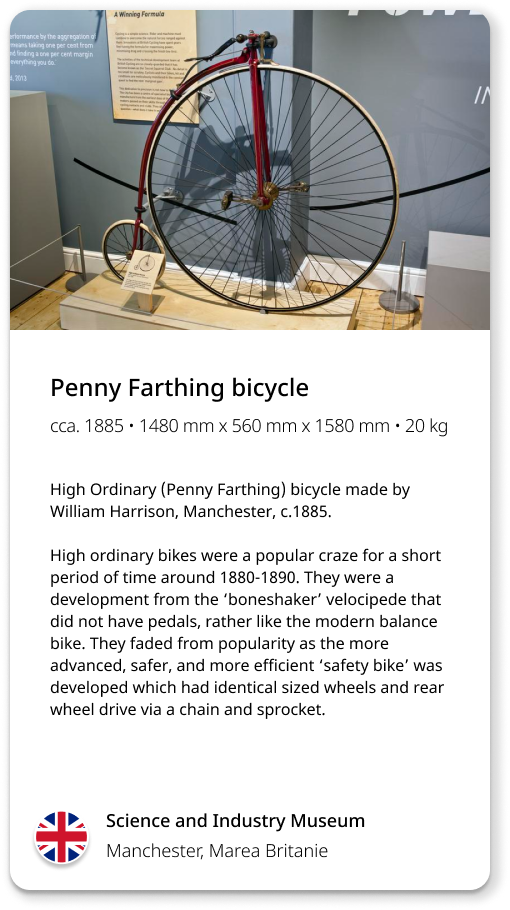 A Winning Formula
performance by the aggregation of
means taking one per cent from
nt finding a one per cent margin
everything you do.
2013
Penny Farthing bicycle
cca. 1885 • 1480 mm x 560 mm x 1580 mm • 20 kg
High Ordinary (Penny Farthing) bicycle made by
William Harrison, Manchester, c.1885.
High ordinary bikes were a popular craze for a short
period of time around 1880-1890. They were a
development from the ‘boneshaker’ velocipede that
did not have pedals, rather like the modern balance
bike. They faded from popularity as the more
advanced, safer, and more efficient ‘safety bike’ was
developed which had identical sized wheels and rear
wheel drive via a chain and sprocket.
Science and Industry Museum
Manchester, Marea Britanie